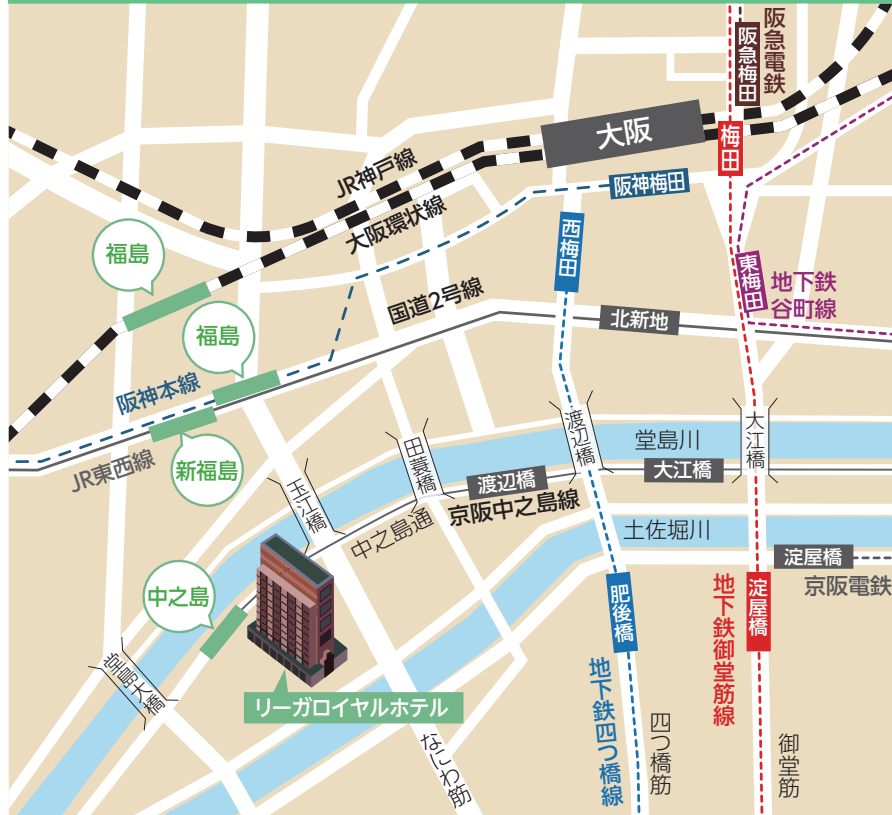 阪急電鉄
阪急梅田
大阪
梅田
JR神戸線
大阪環状線
阪神梅田
西梅田
東梅田
地下鉄
谷町線
福島
福島
国道2号線
北新地
阪神本線
JR東西線
新福島
玉江橋
田蓑橋
渡辺橋
大江橋
堂島川
渡辺橋
大江橋
中之島通
京阪中之島線
土佐堀川
淀屋橋
京阪電鉄
中之島
肥後橋
淀屋橋
地下鉄御堂筋線
堂島大橋
リーガロイヤルホテル
地下鉄四つ橋線
なにわ筋
四つ橋筋
御堂筋